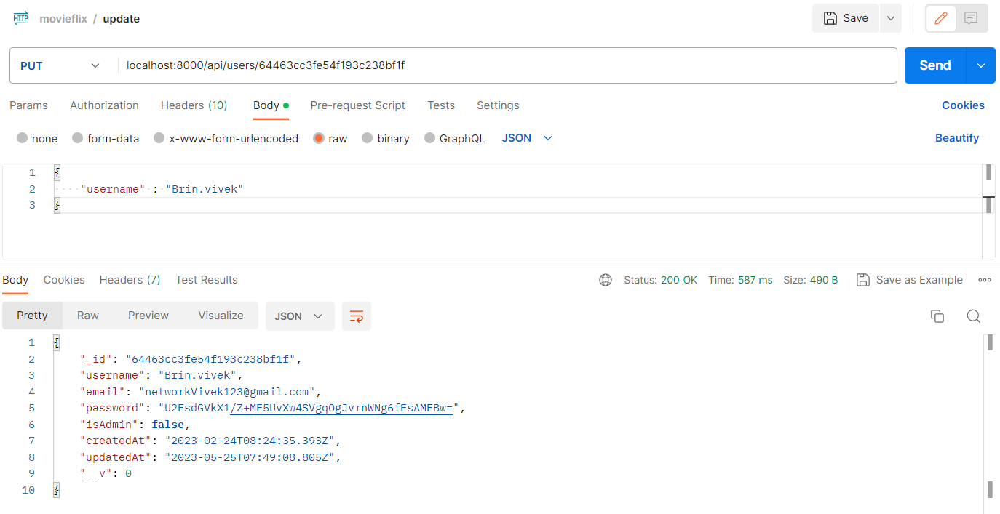 HTTP movieflix / update Save
PUT localhost:8000/api/users/64463cc3fe54f193c238bf1f Send
Params Authorization Headers (10) Body Pre-request Script Tests Settings Cookies
none form-data x-www-form-urlencoded raw binary GraphQL JSON Beautify
1 {
2 "username" : "Brin.vivek"
3 }
Body Cookies Headers (7) Test Results Status: 200 OK Time: 587 ms Size: 490 B Save as Example
Pretty Raw Preview Visualize JSON
1 {
2 "_id": "64463cc3fe54f193c238bf1f",
3 "username": "Brin.vivek",
4 "email": "networkVivek123@gmail.com",
5 "password": "U2FsdGVkX1/Z+ME5UvXw4SVgqOgJvrnWNg6fEsAMFBw=",
6 "isAdmin": false,
7 "createdAt": "2023-02-24T08:24:35.393Z",
8 "updatedAt": "2023-05-25T07:49:08.805Z",
9 "__v": 0
10 }